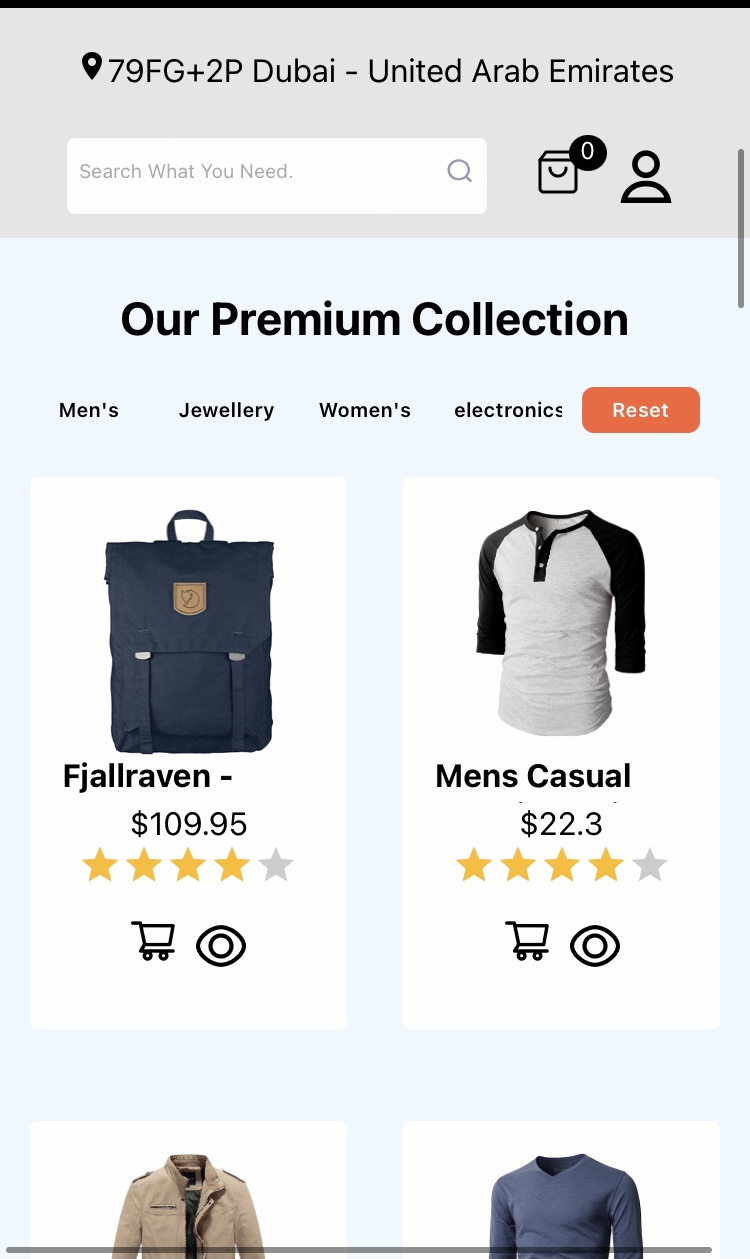 79FG+2P Dubai - United Arab Emirates
Search What You Need.
0
Our Premium Collection
Men's Jewellery Women's electronics Reset
Fjallraven - Mens Casual
$109.95 $22.3